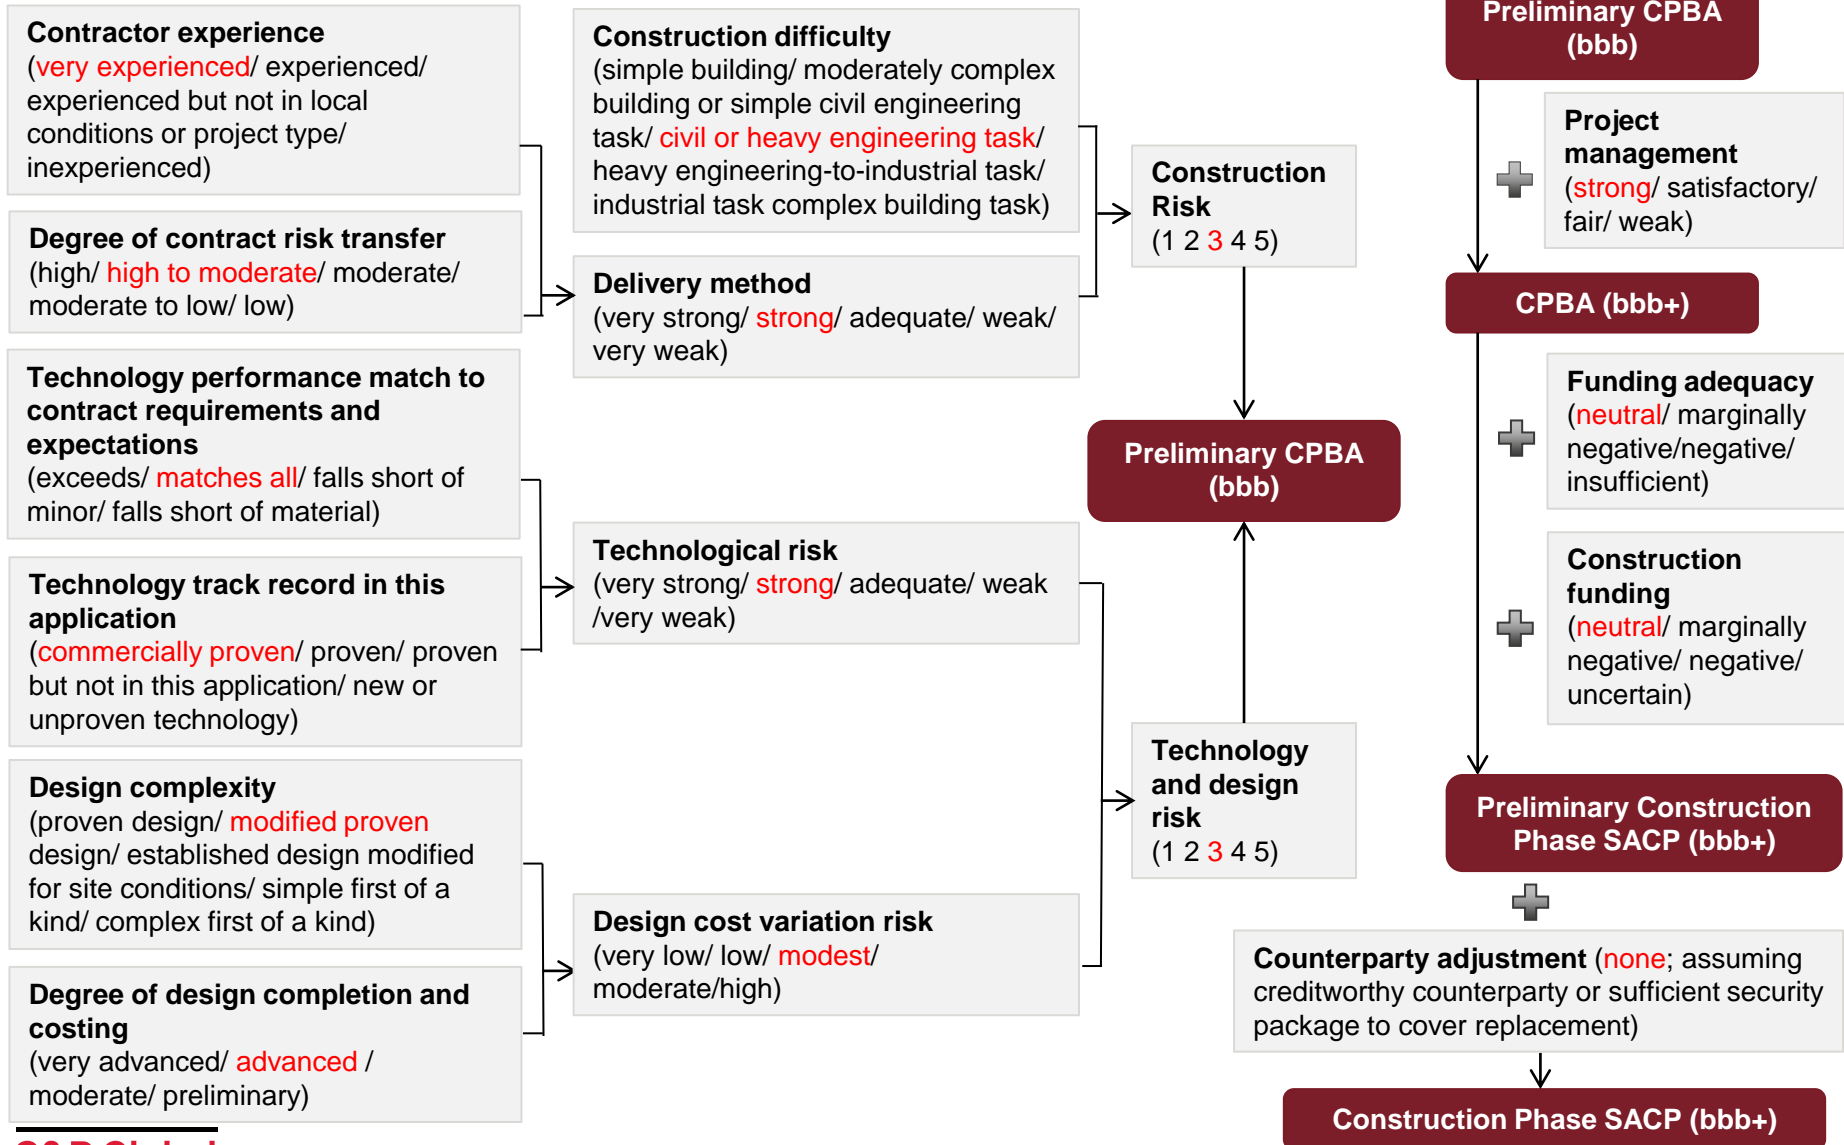 Contractor experience
(very experienced/ experienced/
experienced but not in local
conditions or project type/
inexperienced)
Degree of contract risk transfer
(high/ high to moderate/ moderate/
moderate to low/ low)
Technology performance match to
contract requirements and
expectations
(exceeds/ matches all/ falls short of
minor/ falls short of material)
Technology track record in this
application
(commercially proven/ proven/ proven
but not in this application/ new or
unproven technology)
Design complexity
(proven design/ modified proven
design/ established design modified
for site conditions/ simple first of a
kind/ complex first of a kind)
Degree of design completion and
costing
(very advanced/ advanced /
moderate/ preliminary)
Construction difficulty
(simple building/ moderately complex
building or simple civil engineering
task/ civil or heavy engineering task/
heavy engineering-to-industrial task/
industrial task complex building task)
Delivery method
(very strong/ strong/ adequate/ weak/
very weak)
Technological risk
(very strong/ strong/ adequate/ weak
/very weak)
Design cost variation risk
(very low/ low/ modest/
moderate/high)
Construction
Risk
(1 2 3 4 5)
Preliminary CPBA
(bbb)
Technology
and design
risk
(1 2 3 4 5)
Preliminary CPBA
(bbb)
Project
management
(strong/ satisfactory/
fair/ weak)
CPBA (bbb+)
Funding adequacy
(neutral/ marginally
negative/negative/
insufficient)
Construction
funding
(neutral/ marginally
negative/ negative/
uncertain)
Preliminary Construction
Phase SACP (bbb+)
Counterparty adjustment (none; assuming
creditworthy counterparty or sufficient security
package to cover replacement)
Construction Phase SACP (bbb+)
S&P Global